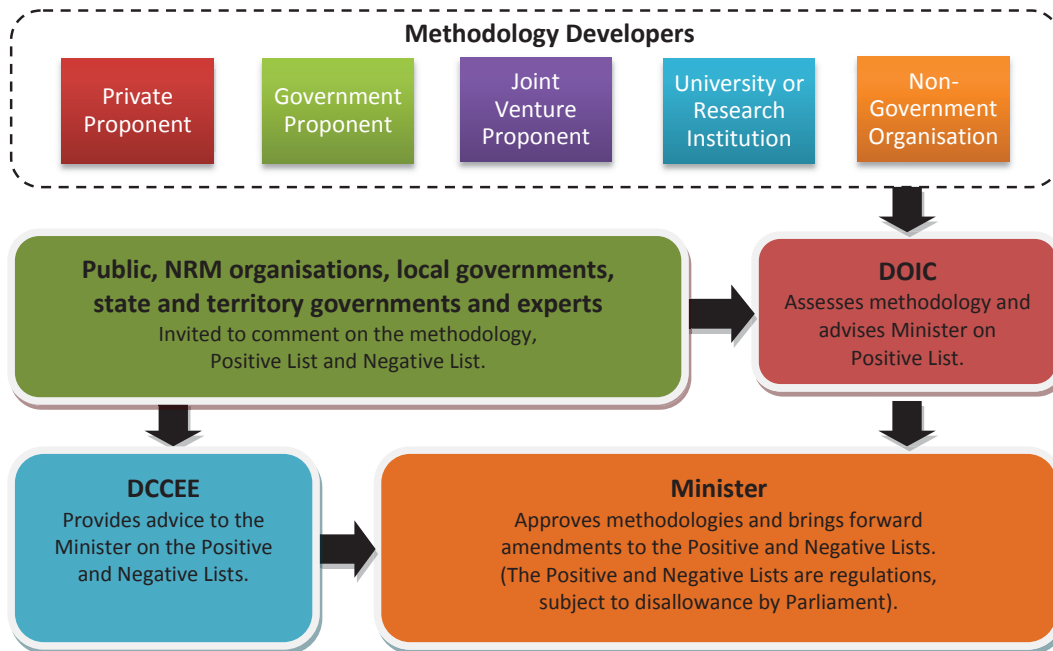 Methodology Developers
Private
Proponent
Government
Proponent
Joint
Venture
Proponent
University or
Research
Institution
Non-
Government
Organisation
Public, NRM organisations, local governments,
state and territory governments and experts
Invited to comment on the methodology,
Positive List and Negative List.
DOIC
Assesses methodology and
advises Minister on
Positive List.
DCCEE
Provides advice to the
Minister on the Positive
and Negative Lists.
Minister
Approves methodologies and brings forward
amendments to the Positive and Negative Lists.
(The Positive and Negative Lists are regulations,
subject to disallowance by Parliament).